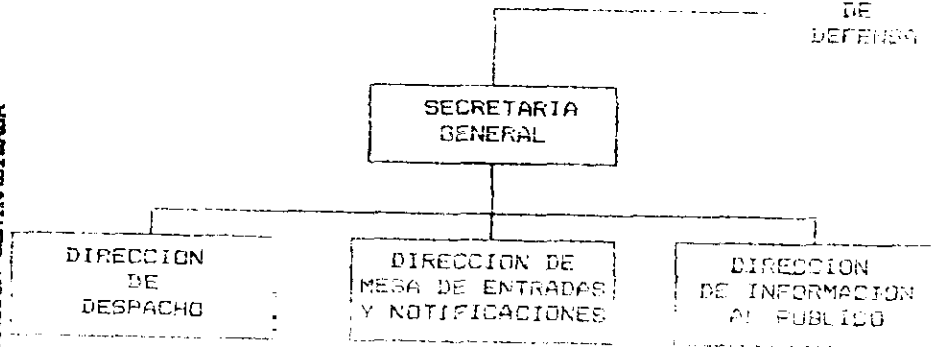 DE
DEFENSA
SECRETARIA
GENERAL
DIRECCION
DE
DESPACHO
DIRECCION DE
MESA DE ENTRADAS
Y NOTIFICACIONES
DIRECCION
DE INFORMACION
AL PUBLICO